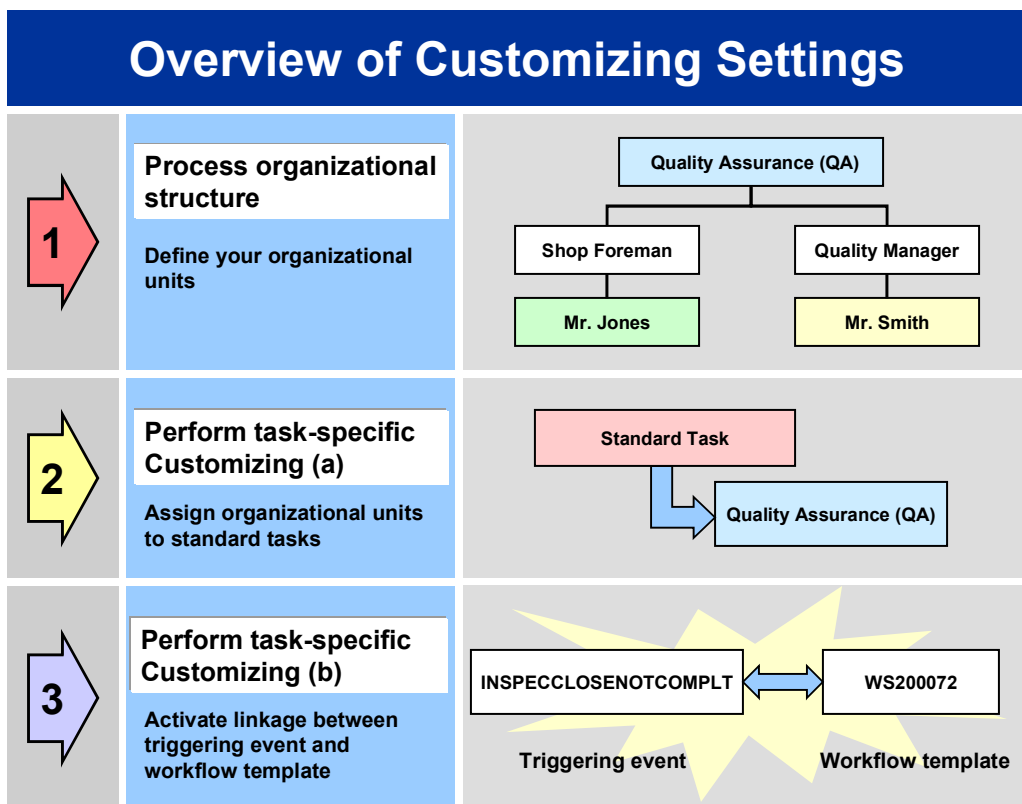 Overview of Customizing Settings
1
Process organizational
structure
Define your organizational
units
Quality Assurance (QA)
Shop Foreman
Quality Manager
Mr. Jones
Mr. Smith
2
Perform task-specific
Customizing (a)
Assign organizational units
to standard tasks
Standard Task
Quality Assurance (QA)
3
Perform task-specific
Customizing (b)
Activate linkage between
triggering event and
workflow template
INSPECCLOSENOTCOMPLT
WS200072
Triggering event
Workflow template